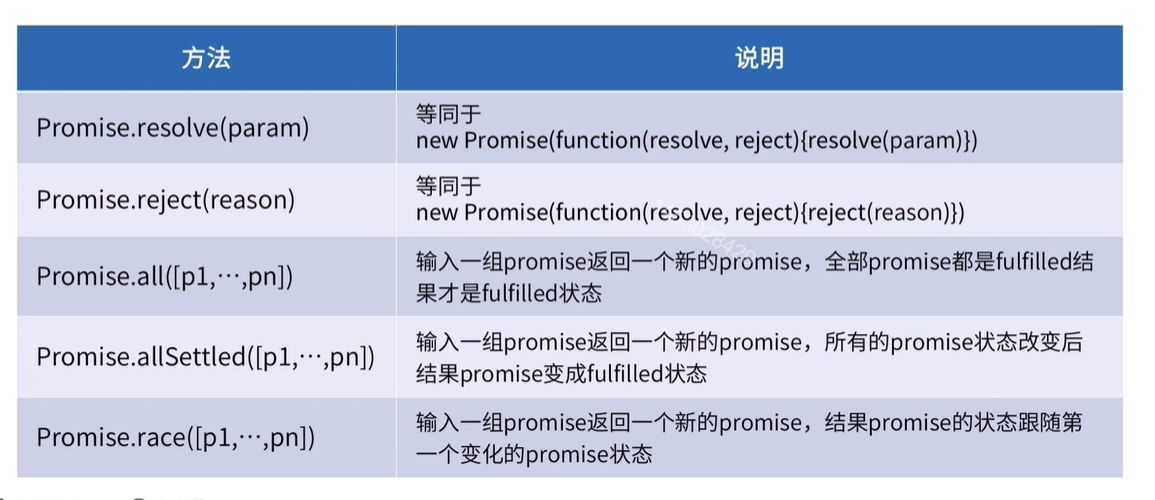 方法
说明
Promise.resolve(param)
等同于
new Promise(function(resolve, reject){resolve(param)})
Promise.reject(reason)
等同于
new Promise(function(resolve, reject){reject(reason)})
Promise.all([p1,⋯,pn])
输入一组promise返回一个新的promise，全部promise都是fulfilled结
果才是fulfilled状态
Promise.allSettled([p1,⋯,pn])
输入一组promise返回一个新的promise，所有的promise状态改变后
结果promise变成fulfilled状态
Promise.race([p1,⋯,pn])
输入一组promise返回一个新的promise，结果promise的状态跟随第
一个变化的promise状态